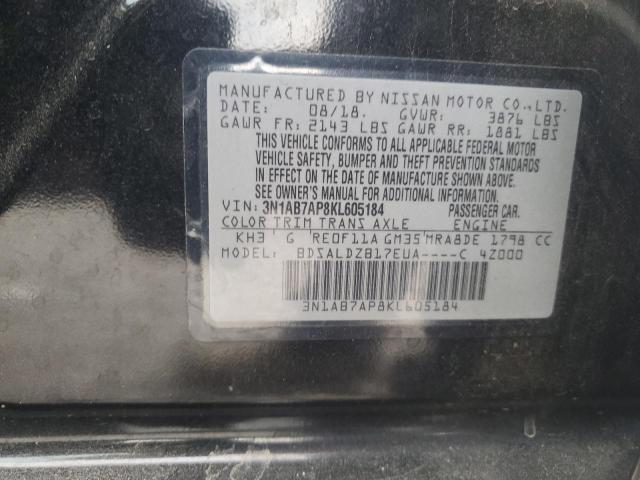 MANUFACTURED BY NISSAN MOTOR CO.,LTD.
DATE: 08/18. GVWR: 3876 LBS
GAWR FR: 2143 LBS GAWR RR: 1881 LBS
THIS VEHICLE CONFORMS TO ALL APPLICABLE FEDERAL MOTOR
VEHICLE SAFETY, BUMPER AND THEFT PREVENTION STANDARDS
IN EFFECT ON THE DATE OF MANUFACTURE SHOWN ABOVE.
SEE OWNER'S MANUAL FOR ADDITIONAL INFORMATION.
VIN: 3N1AB7AP8KL605184 PASSENGER CAR.
COLOR TRIM TRANS AXLE ENGINE
KH3 G RE0F11A GM35 MRA8DE 1798 CC
MODEL: BDSALDZB17EUA----C 4Z000
3N1AB7AP8KL605184